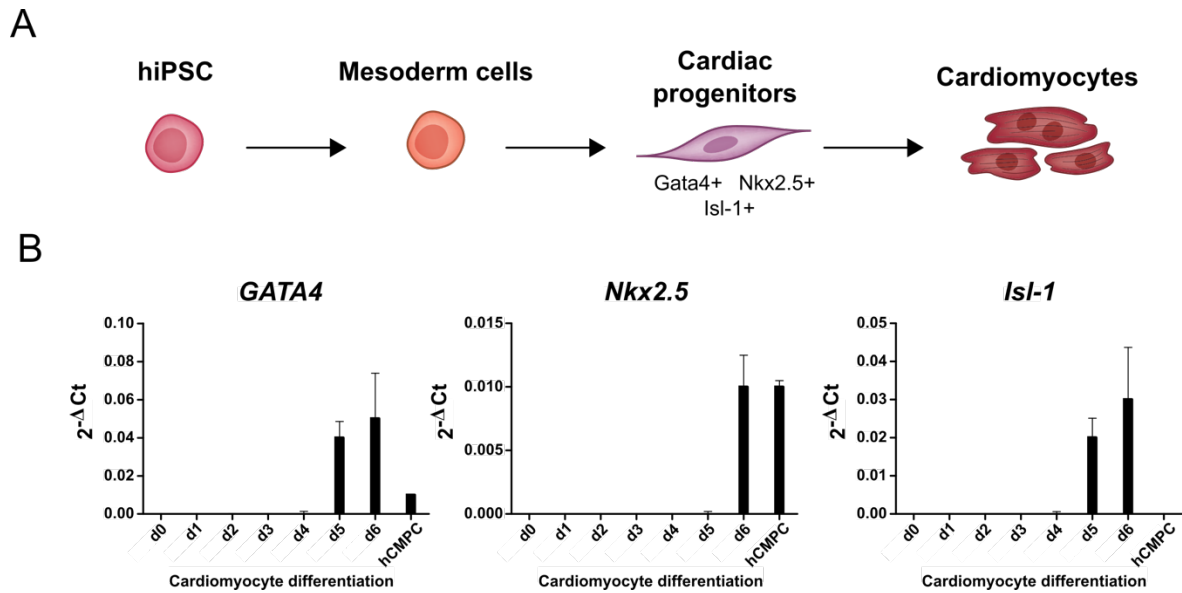 A
hiPSC
Mesoderm cells
Cardiac
progenitors
Cardiomyocytes
Gata4+ Nkx2.5+
Isl-1+
B
GATA4
2-ΔCt
0.10
0.08
0.06
0.04
0.02
0.00
d0 d1 d2 d3 d4 d5 d6 hCMPC
Cardiomyocyte differentiation
Nkx2.5
2-ΔCt
0.015
0.010
0.005
0.000
d0 d1 d2 d3 d4 d5 d6 hCMPC
Cardiomyocyte differentiation
Isl-1
2-ΔCt
0.05
0.04
0.03
0.02
0.01
0.00
d0 d1 d2 d3 d4 d5 d6 hCMPC
Cardiomyocyte differentiation